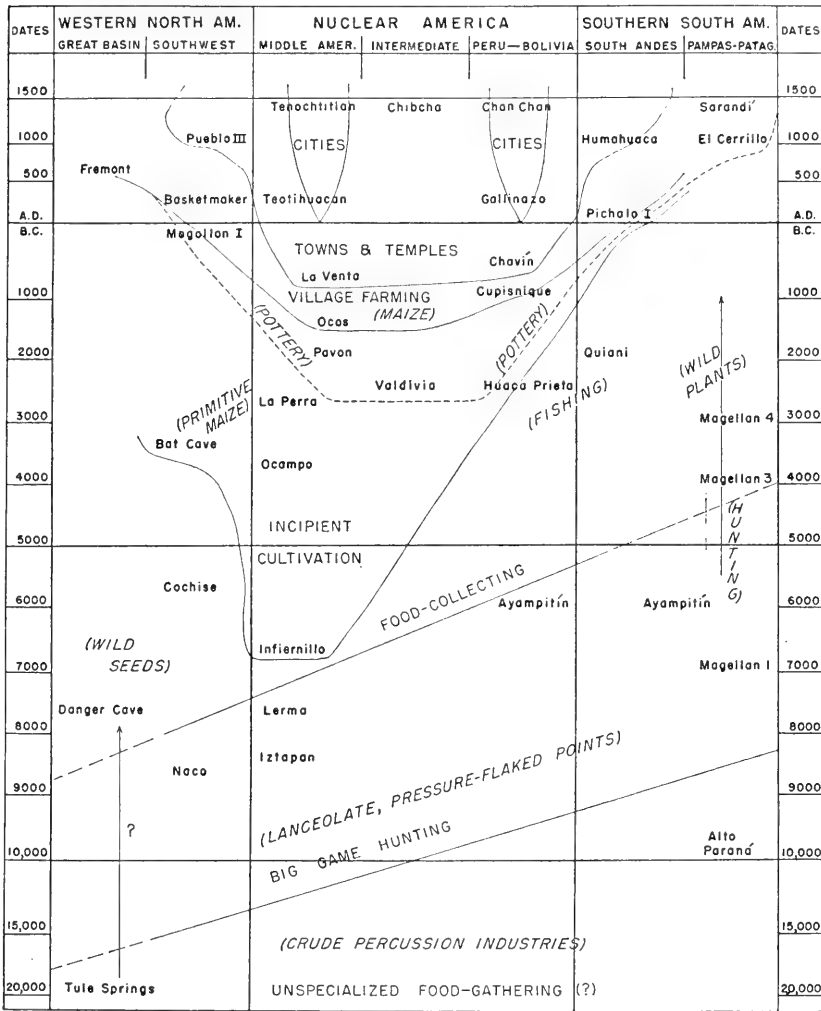 DATES WESTERN NORTH AM. NUCLEAR AMERICA SOUTHERN SOUTH AM. DATES
GREAT BASIN SOUTHWEST MIDDLE AMER. INTERMEDIATE PERU—BOLIVIA SOUTH ANDES PAMPAS-PATAG.
1500 Tenochtitlan Chibcha Chan Chan Sarandí 1500
1000 Pueblo III CITIES CITIES Humahuaca El Cerrillo 1000
Fremont
500 Basketmaker Teotihuacán Gallinazo 500
A.D. Pichalo I A.D.
B.C. Mogollon I B.C.
TOWNS & TEMPLES
Chavín
La Venta
1000 VILLAGE FARMING Cupisnique 1000
(MAIZE)
Ocos
(POTTERY) (POTTERY)
2000 Pavon Quiani 2000
(WILD
PLANTS)
Valdivia Huaca Prieta
(FISHING)
3000 (PRIMITIVE
MAIZE)
La Perra Magellan 4 3000
Bat Cave
Ocampo
4000 Magellan 3 4000
(HUNTING)
INCIPIENT
5000 5000
CULTIVATION
Cochise
6000 FOOD-COLLECTING Ayampitín Ayampitín 6000
(WILD
SEEDS)
Infiernillo
7000 Magellan 1 7000
Danger Cave Lerma
8000 8000
Iztapan
Naco
9000 (LANCEOLATE, PRESSURE-FLAKED POINTS) 9000
?
BIG GAME HUNTING
10,000 Alto
Paraná 10,000
15,000 15,000
(CRUDE PERCUSSION INDUSTRIES)
20,000 Tule Springs UNSPECIALIZED FOOD-GATHERING (?) 20,000